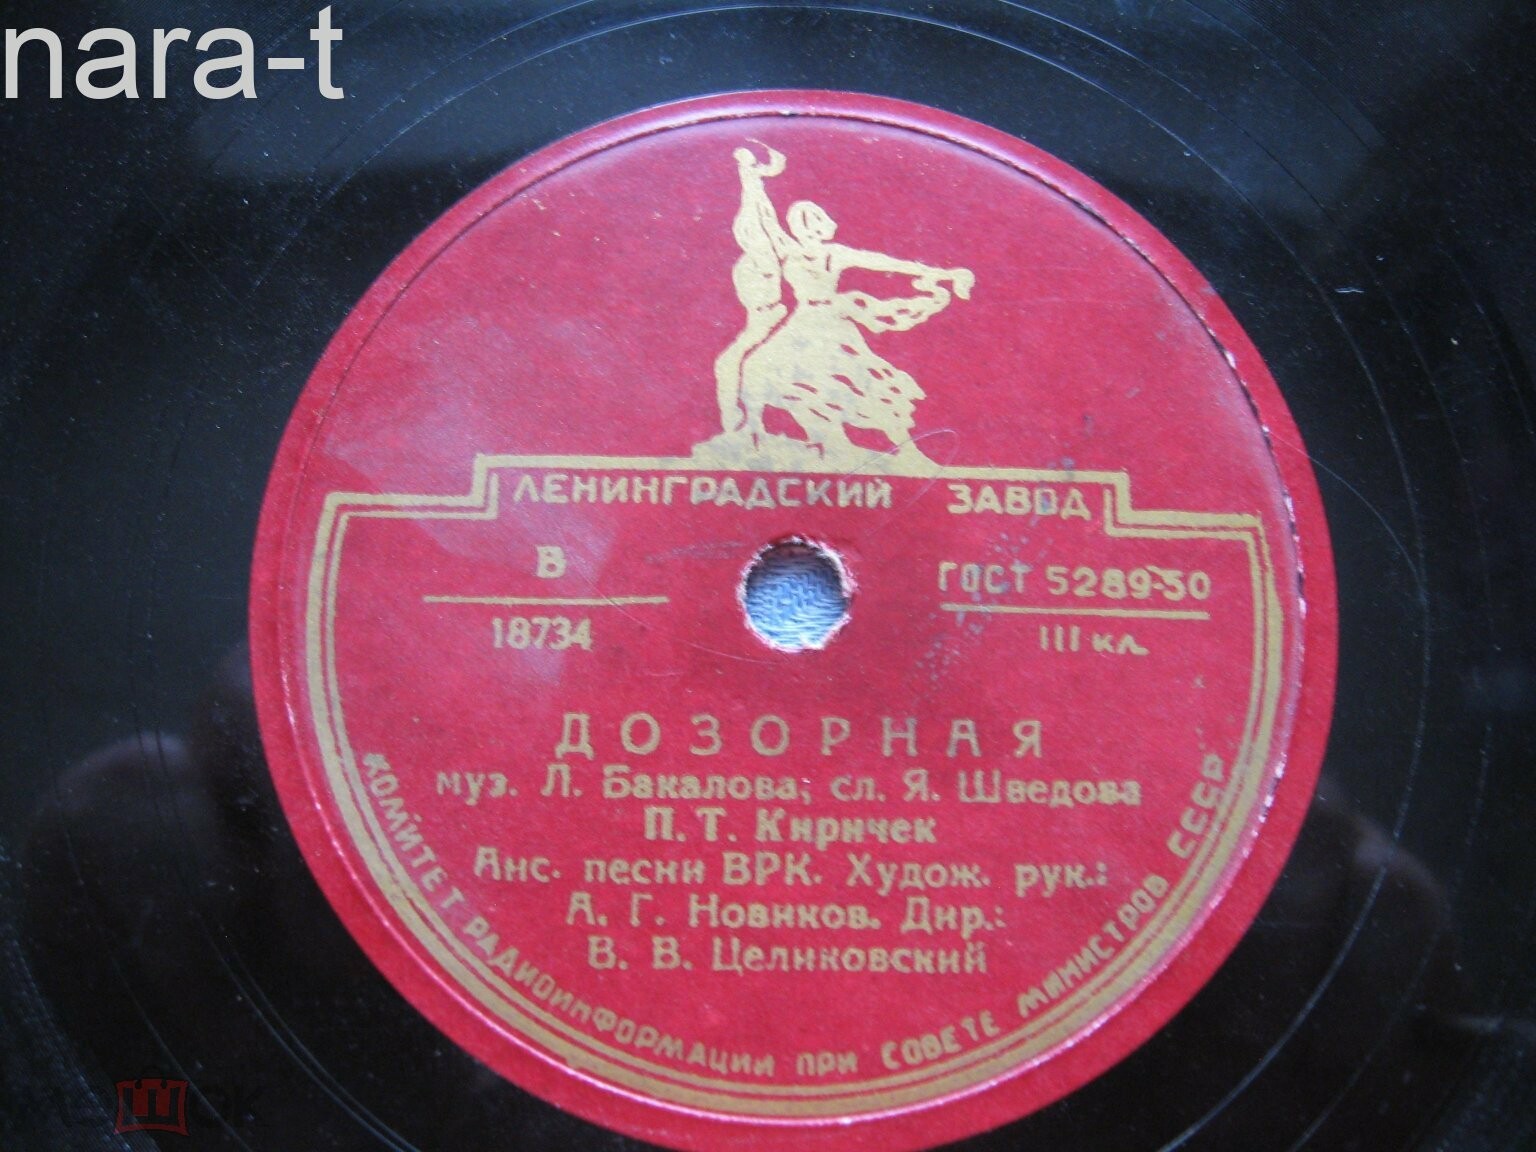 nara-t
ЛЕНИНГРАДСКИЙ ЗАВОД
В
18734
ГОСТ 5289-50
III кл.
ДОЗОРНАЯ
муз. Л. Бакалова, сл. Я. Шведова
П. Т. Киричек
Анс. песни ВРК. Худож. рук.:
А. Г. Новиков. Дир.:
В. В. Целиковский
КОМИТЕТ РАДИОИНФОРМАЦИИ ПРИ СОВЕТЕ МИНИСТРОВ СССР